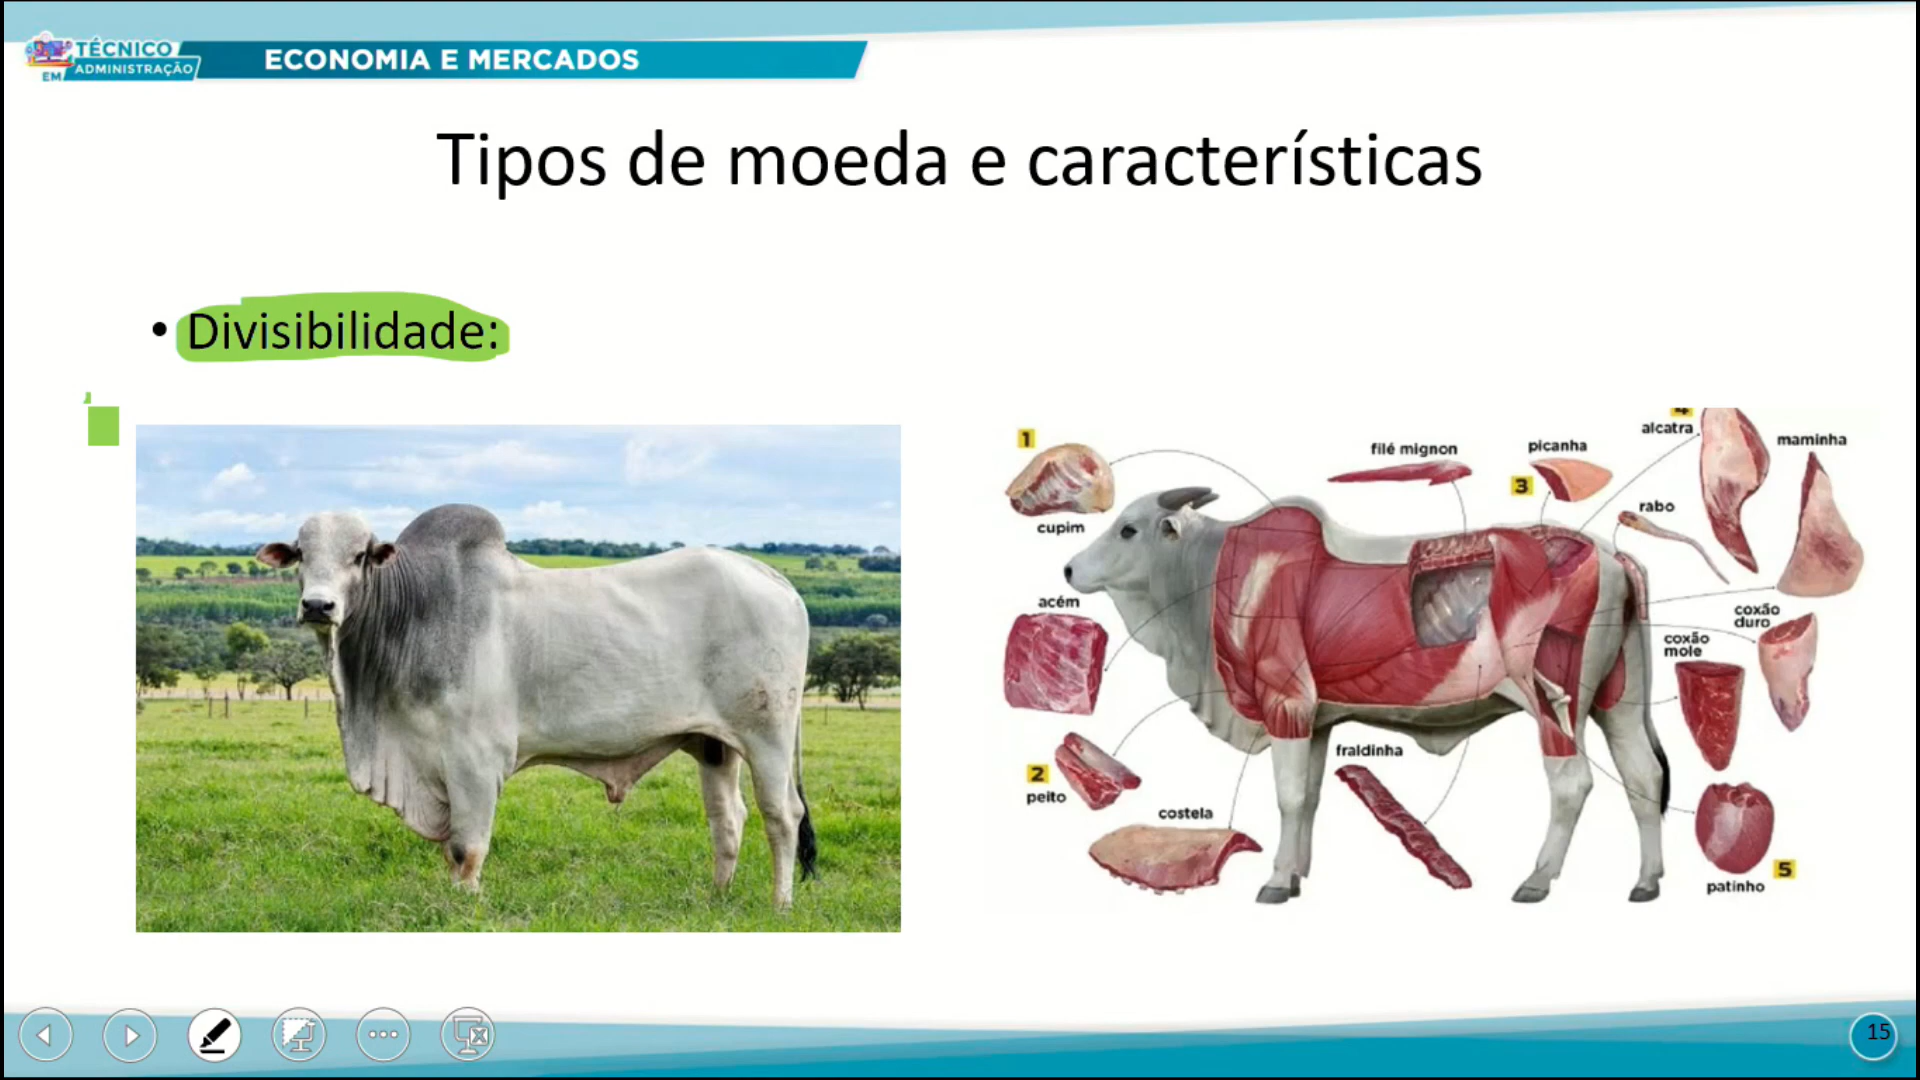 TÉCNICO
EM ADMINISTRAÇÃO
ECONOMIA E MERCADOS
Tipos de moeda e características
• Divisibilidade:
1
cupim
filé mignon
3
picanha
4
alcatra
maminha
rabo
acém
coxão
duro
coxão
mole
2
peito
costela
fraldinha
5
patinho
15